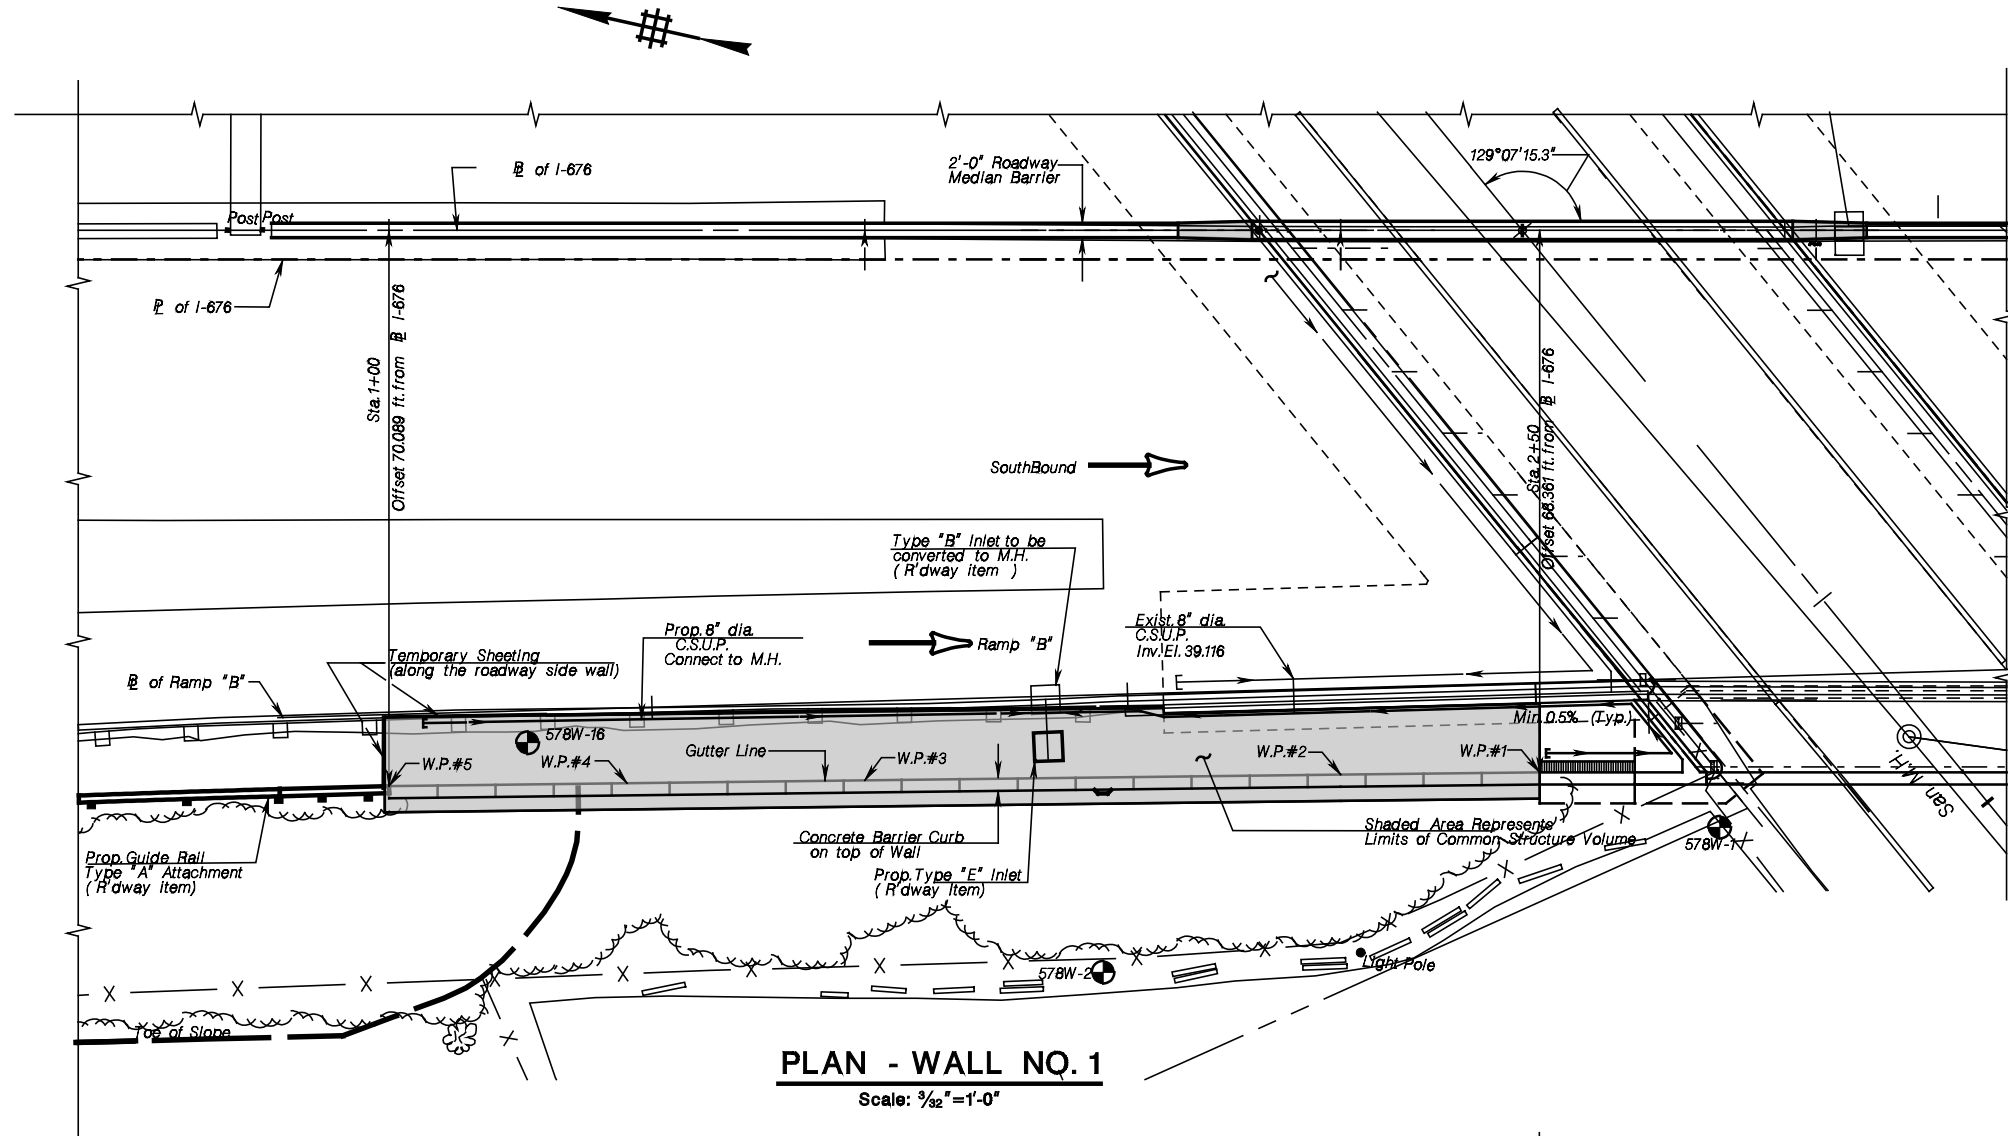 ℄ of I-676
2'-0" Roadway
Median Barrier
129°07'15.3"
Post Post
of I-676
Sta. 1+00
Offset 70.089 ft. from I-676
Sta. 2+50
Offset 68.361 ft. from I-676
SouthBound
Type "B" Inlet to be
converted to M.H.
( R'dway item )
Prop. 8" dia.
C.S.U.P.
Connect to M.H.
Ramp "B"
Exist. 8" dia.
C.S.U.P.
Inv. El. 39.116
Temporary Sheeting
(along the roadway side wall)
of Ramp "B"
Min. 0.5% (Typ.)
578W-16
Gutter Line
W.P.#5
W.P.#4
W.P.#3
W.P.#2
W.P.#1
San M.H.
Concrete Barrier Curb
on top of Wall
Shaded Area Represents
Limits of Common Structure Volume
578W-1
Prop. Guide Rail
Type "A" Attachment
( R'dway item)
Prop. Type "E" Inlet
( R'dway Item)
578W-2
Light Pole
Toe of Slope
PLAN - WALL NO. 1
Scale: 3/32"=1'-0"